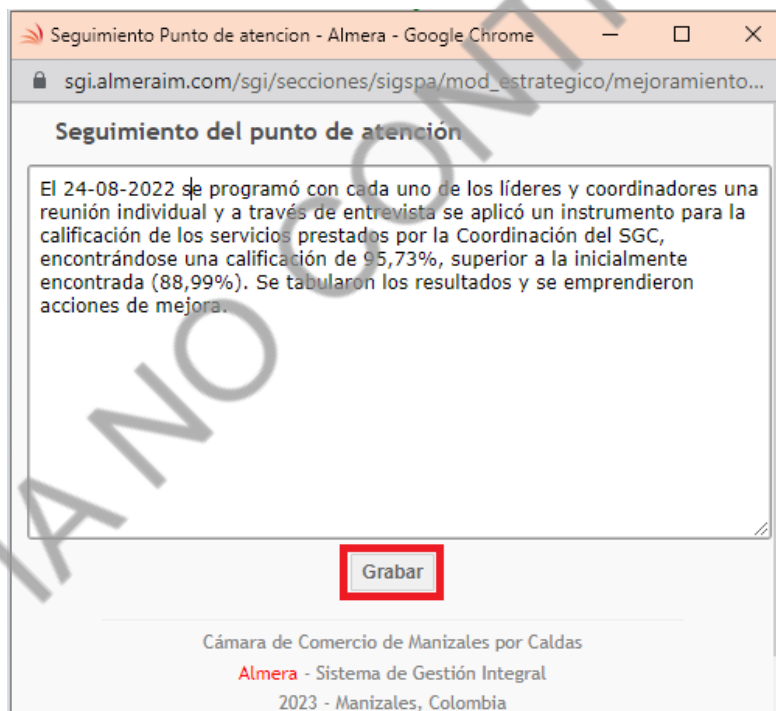 Seguimiento Punto de atencion - Almera - Google Chrome
sgi.almeraim.com/sgi/secciones/sigspa/mod_estrategico/mejoramiento...
Seguimiento del punto de atención
El 24-08-2022 se programó con cada uno de los líderes y coordinadores una
reunión individual y a través de entrevista se aplicó un instrumento para la
calificación de los servicios prestados por la Coordinación del SGC,
encontrándose una calificación de 95,73%, superior a la inicialmente
encontrada (88,99%). Se tabularon los resultados y se emprendieron
acciones de mejora.
Grabar
Cámara de Comercio de Manizales por Caldas
Almera - Sistema de Gestión Integral
2023 - Manizales, Colombia